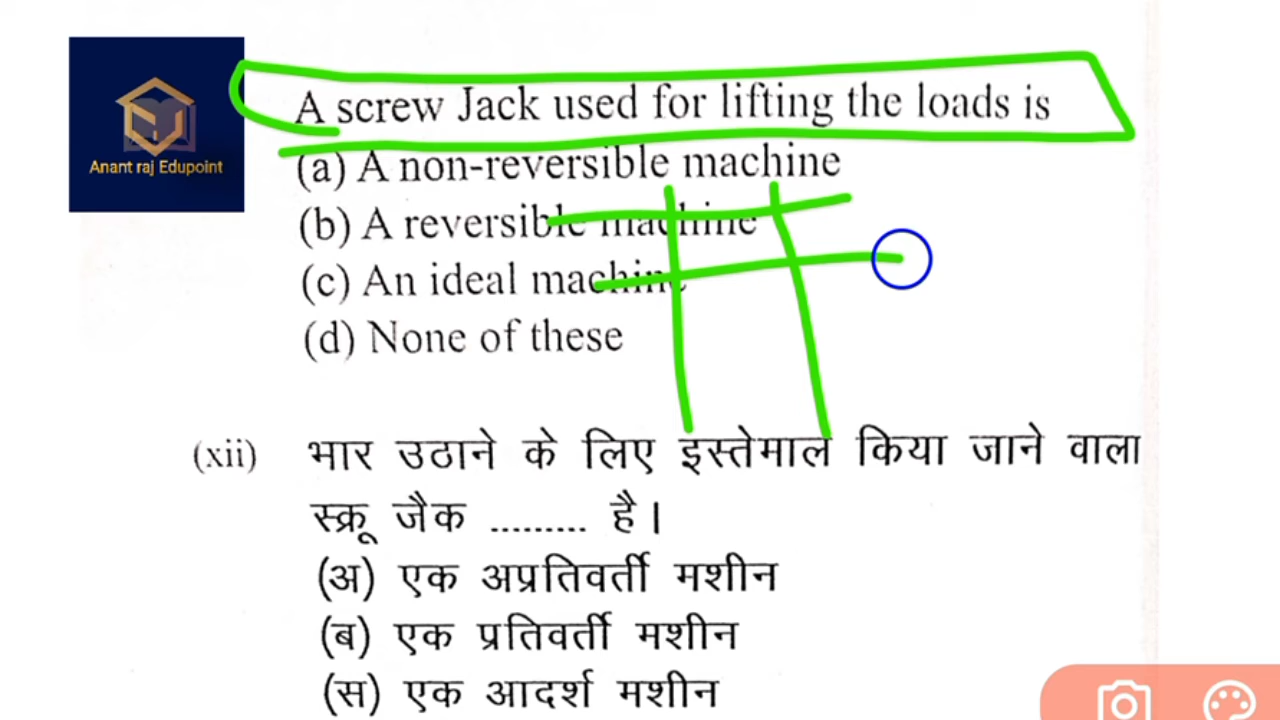 Anant raj Edupoint
A screw Jack used for lifting the loads is
(a) A non-reversible machine
(b) A reversible machine
(c) An ideal machine
(d) None of these
(xii) भार उठाने के लिए इस्तेमाल किया जाने वाला
स्क्रू जैक ......... है।
(अ) एक अप्रतिवर्ती मशीन
(ब) एक प्रतिवर्ती मशीन
(स) एक आदर्श मशीन